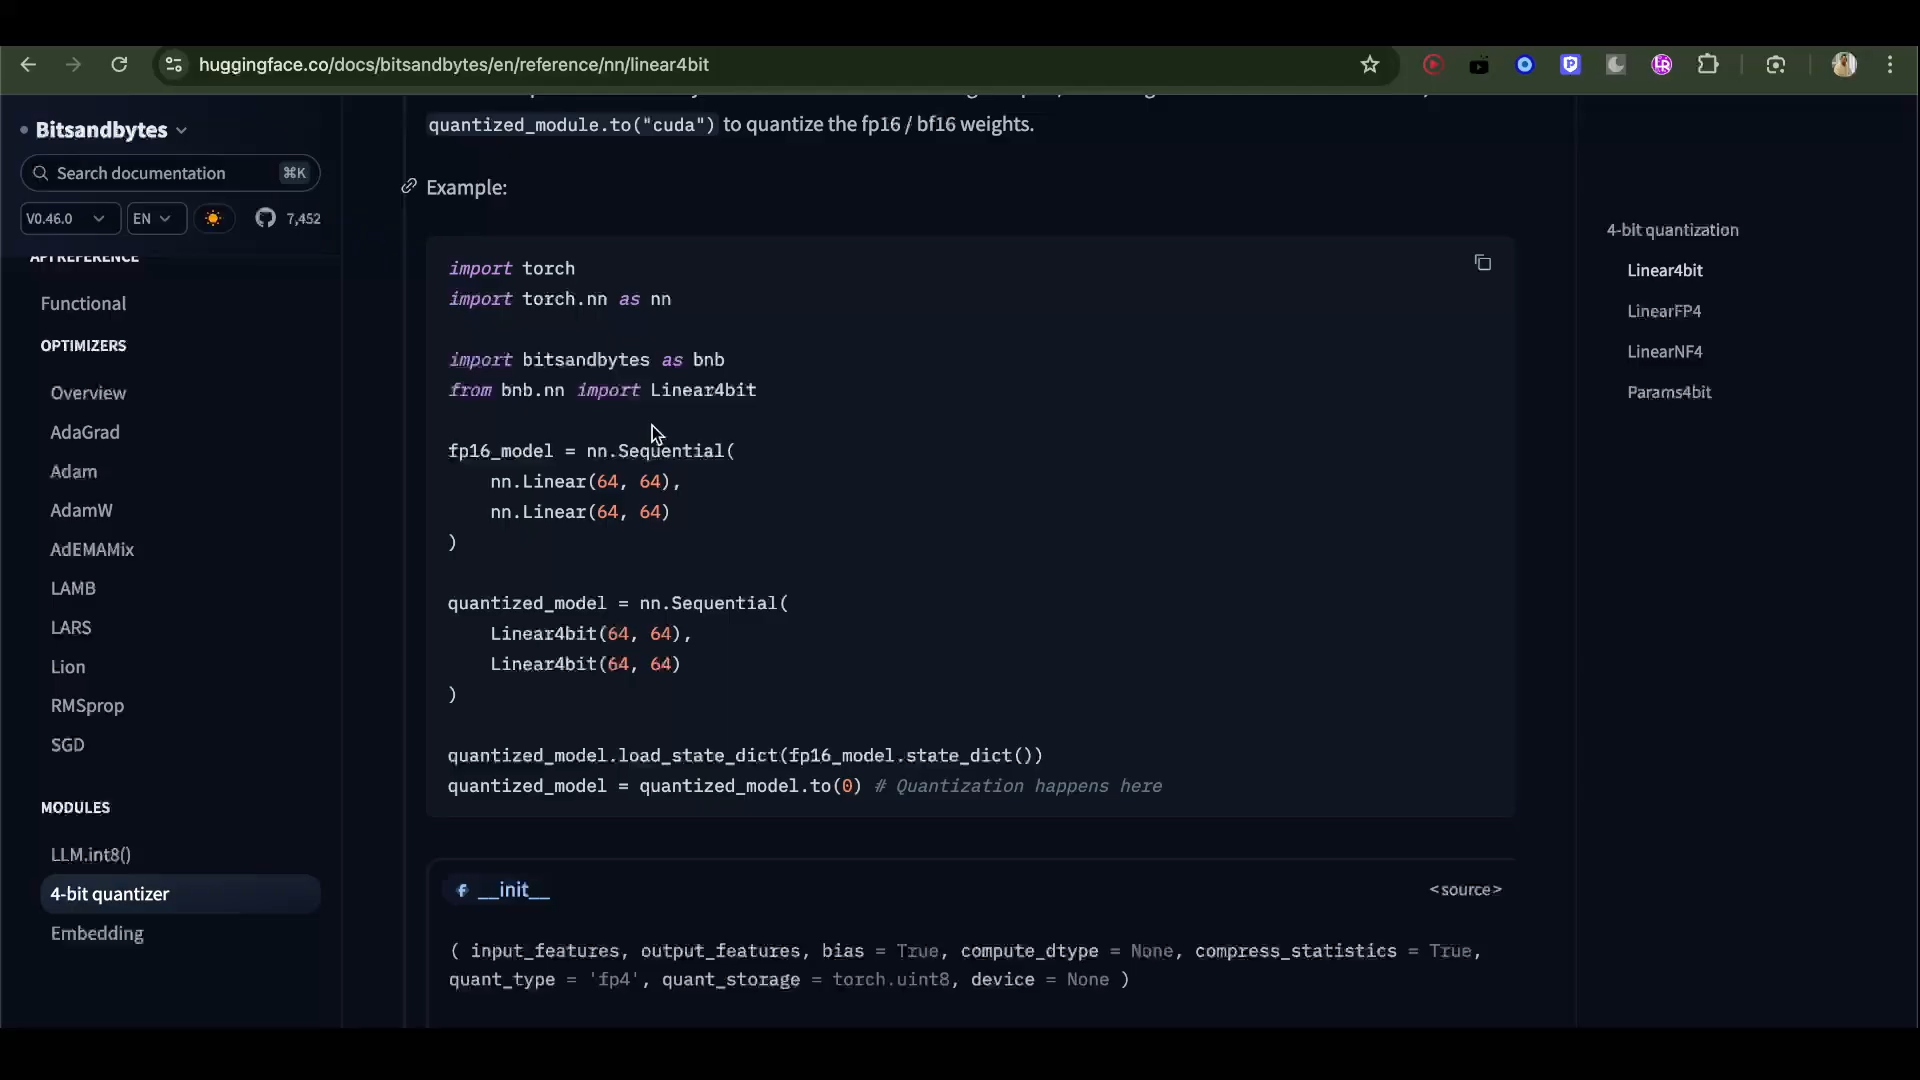 huggingface.co/docs/bitsandbytes/en/reference/nn/linear4bit
Bitsandbytes
Search documentation ⌘K
V0.46.0 EN 7,452
API REFERENCE
Functional
OPTIMIZERS
Overview
AdaGrad
Adam
AdamW
AdEMAMix
LAMB
LARS
Lion
RMSprop
SGD
MODULES
LLM.int8()
4-bit quantizer
Embedding
quantized_module.to("cuda") to quantize the fp16 / bf16 weights.
Example:
import torch
import torch.nn as nn
import bitsandbytes as bnb
from bnb.nn import Linear4bit
fp16_model = nn.Sequential(
nn.Linear(64, 64),
nn.Linear(64, 64)
)
quantized_model = nn.Sequential(
Linear4bit(64, 64),
Linear4bit(64, 64)
)
quantized_model.load_state_dict(fp16_model.state_dict())
quantized_model = quantized_model.to(0) # Quantization happens here
f __init__ <source>
( input_features, output_features, bias = True, compute_dtype = None, compress_statistics = True,
quant_type = 'fp4', quant_storage = torch.uint8, device = None )
4-bit quantization
Linear4bit
LinearFP4
LinearNF4
Params4bit